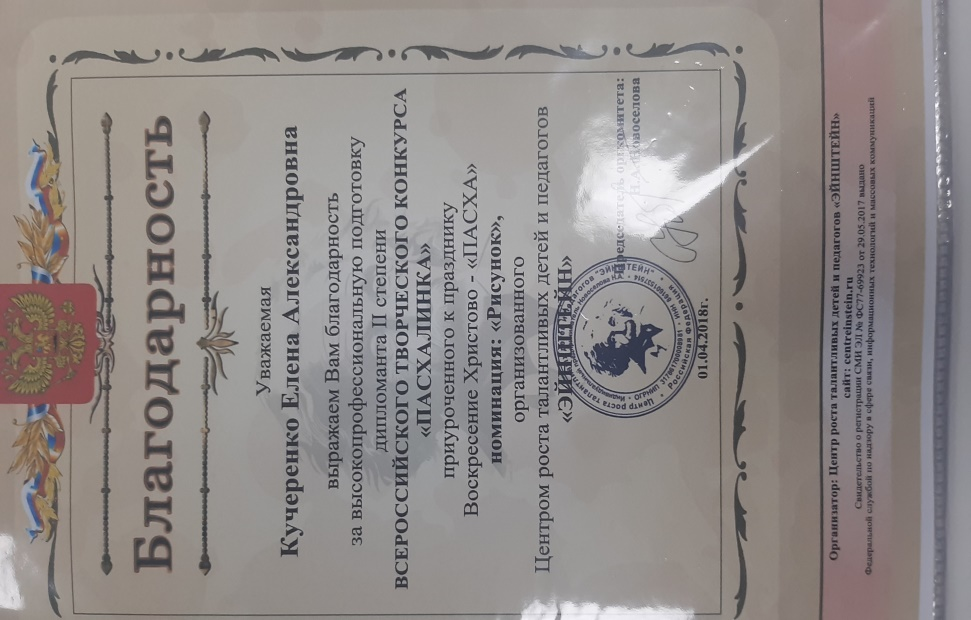 Благодарность
Уважаемая
Кучеренко Елена Александровна
выражаем Вам благодарность
за высокопрофессиональную подготовку
дипломанта II степени
ВСЕРОССИЙСКОГО ТВОРЧЕСКОГО КОНКУРСА
«ПАСХАЛИНКА»
приуроченного к празднику
Воскресение Христово - «ПАСХА»
номинация: «Рисунок»,
организованного
Центром роста талантливых детей и педагогов
«ЭЙНШТЕЙН»
Председатель оргкомитета:
Н.А. Новоселова
01.04.2018г.
Организатор: Центр роста талантливых детей и педагогов «ЭЙНШТЕЙН»
сайт: centreinstein.ru
Свидетельство о регистрации СМИ ЭЛ № ФС77-69923 от 29.05.2017 выдано
Федеральной службой по надзору в сфере связи, информационных технологий и массовых коммуникаций